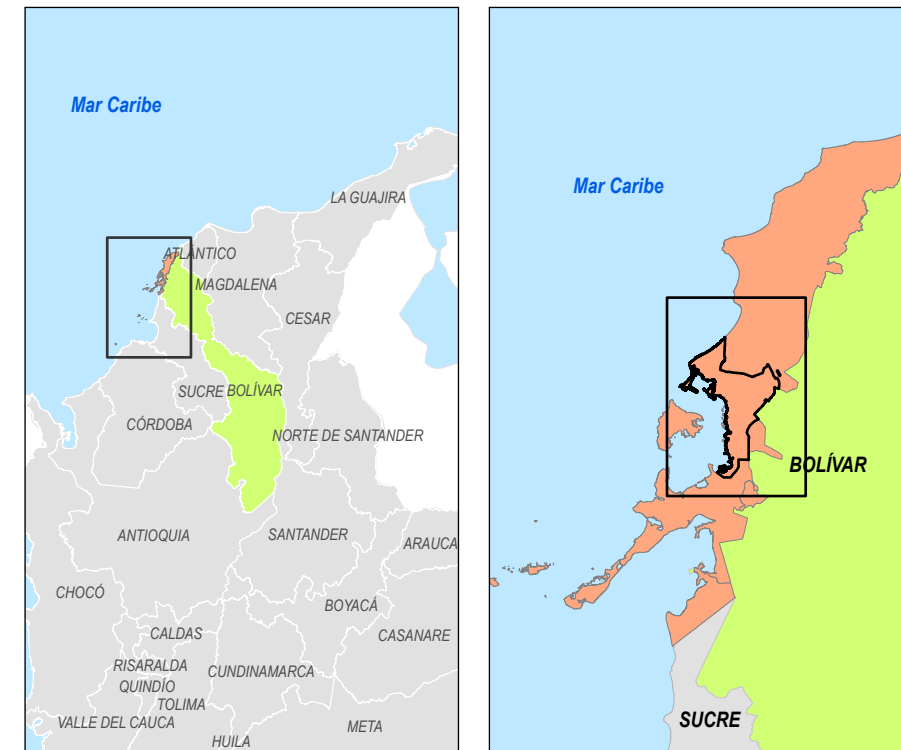 Mar Caribe
LA GUAJIRA
ATLÁNTICO
MAGDALENA
CESAR
SUCRE
BOLÍVAR
CÓRDOBA
NORTE DE SANTANDER
ANTIOQUIA
SANTANDER
ARAUCA
CHOCÓ
BOYACÁ
CALDAS
CASANARE
RISARALDA
CUNDINAMARCA
QUINDÍO
TOLIMA
VALLE DEL CAUCA
META
HUILA
Mar Caribe
BOLÍVAR
SUCRE